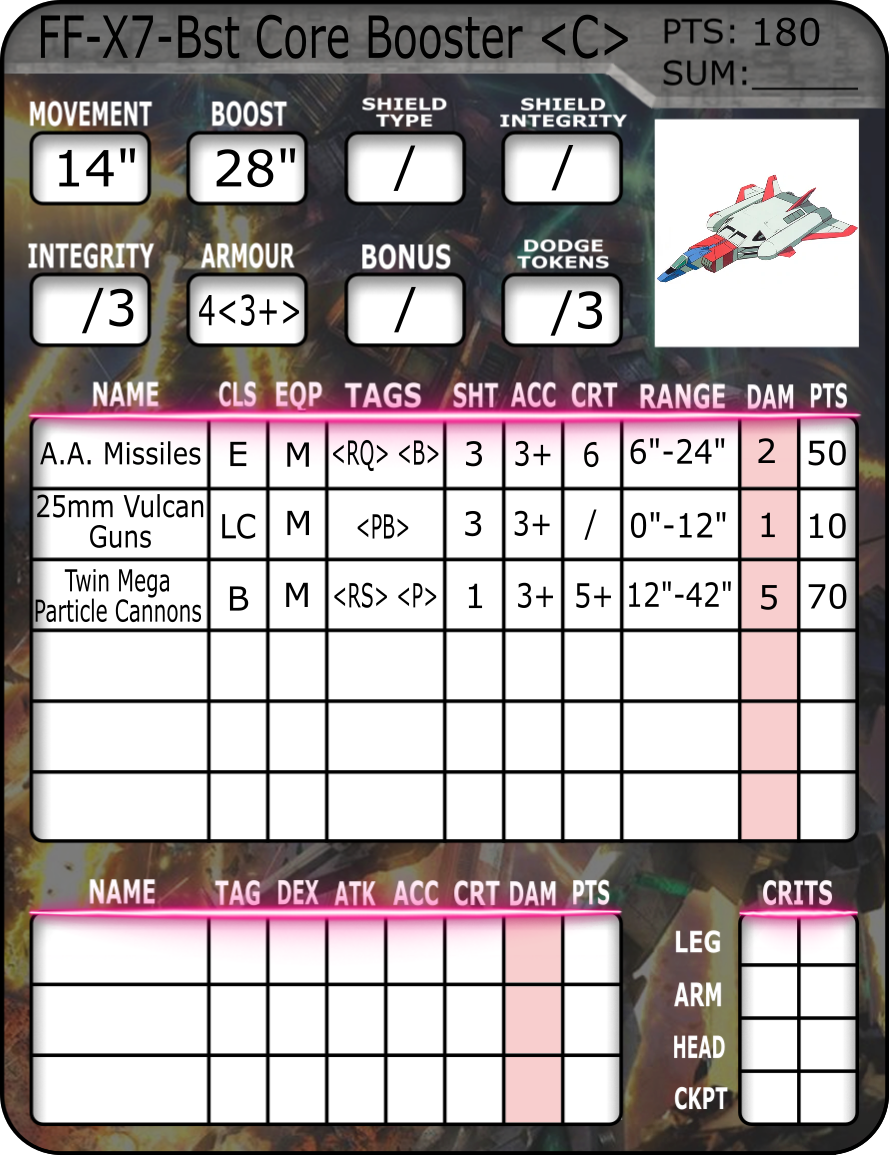 FF-X7-Bst Core Booster <C>
PTS: 180
SUM:______
MOVEMENT BOOST SHIELD TYPE SHIELD INTEGRITY
14" 28" / /
INTEGRITY ARMOUR BONUS DODGE TOKENS
/3 4<3+> / /3
NAME CLS EQP TAGS SHT ACC CRT RANGE DAM PTS
A.A. Missiles E M <RQ> <B> 3 3+ 6 6"-24" 2 50
25mm Vulcan
Guns LC M <PB> 3 3+ / 0"-12" 1 10
Twin Mega
Particle Cannons B M <RS> <P> 1 3+ 5+ 12"-42" 5 70
NAME TAG DEX ATK ACC CRT DAM PTS
CRITS
LEG
ARM
HEAD
CKPT